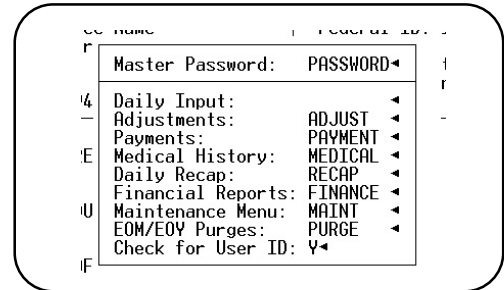 Master Password: PASSWORD◄
Daily Input: ◄
Adjustments: ADJUST ◄
Payments: PAYMENT ◄
Medical History: MEDICAL ◄
Daily Recap: RECAP ◄
Financial Reports: FINANCE ◄
Maintenance Menu: MAINT ◄
EOM/EOY Purges: PURGE ◄
Check for User ID: Y◄